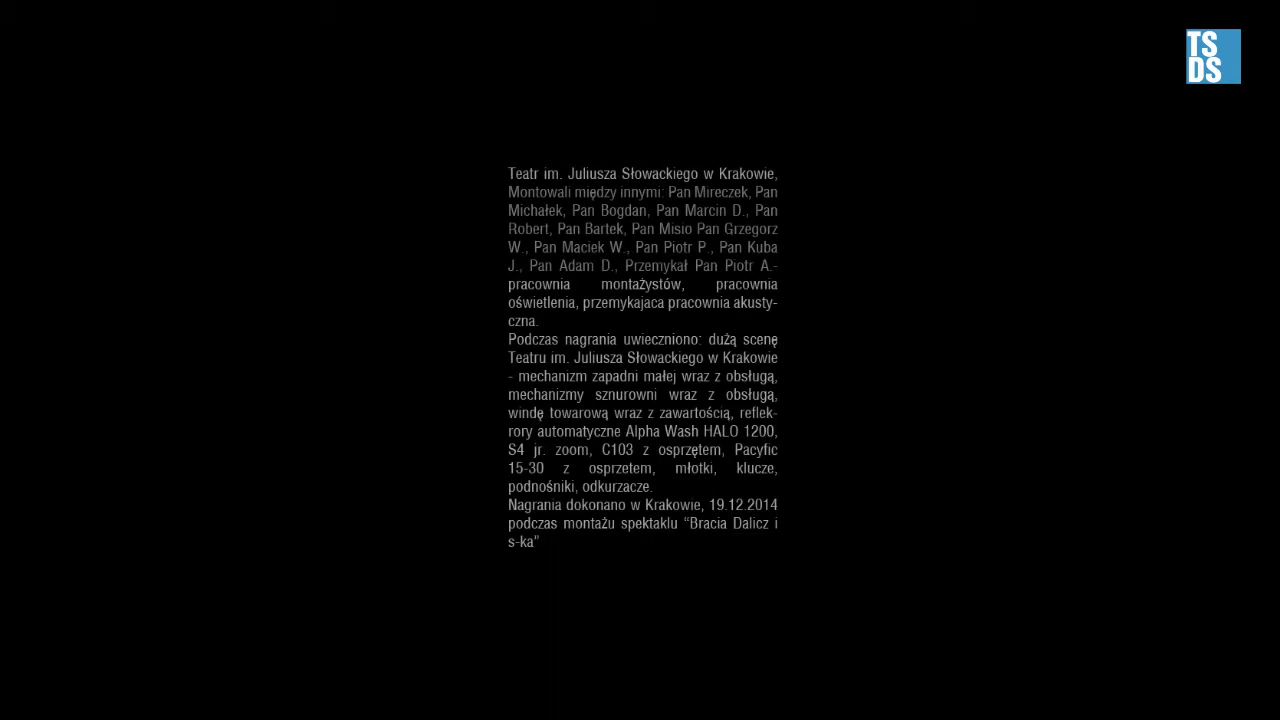 TS
DS
Teatr im. Juliusza Słowackiego w Krakowie,
Montowali między innymi: Pan Mireczek, Pan
Michałek, Pan Bogdan, Pan Marcin D., Pan
Robert, Pan Bartek, Pan Misio Pan Grzegorz
W., Pan Maciek W., Pan Piotr P., Pan Kuba
J., Pan Adam D., Przemykał Pan Piotr A.-
pracownia montażystów, pracownia
oświetlenia, przemykajaca pracownia akusty-
czna.
Podczas nagrania uwieczniono: dużą scenę
Teatru im. Juliusza Słowackiego w Krakowie
- mechanizm zapadni małej wraz z obsługą,
mechanizmy sznurowni wraz z obsługą,
windę towarową wraz z zawartością, reflek-
rory automatyczne Alpha Wash HALO 1200,
S4 jr. zoom, C103 z osprzętem, Pacyfic
15-30 z osprzetem, młotki, klucze,
podnośniki, odkurzacze.
Nagrania dokonano w Krakowie, 19.12.2014
podczas montażu spektaklu “Bracia Dalicz i
s-ka”